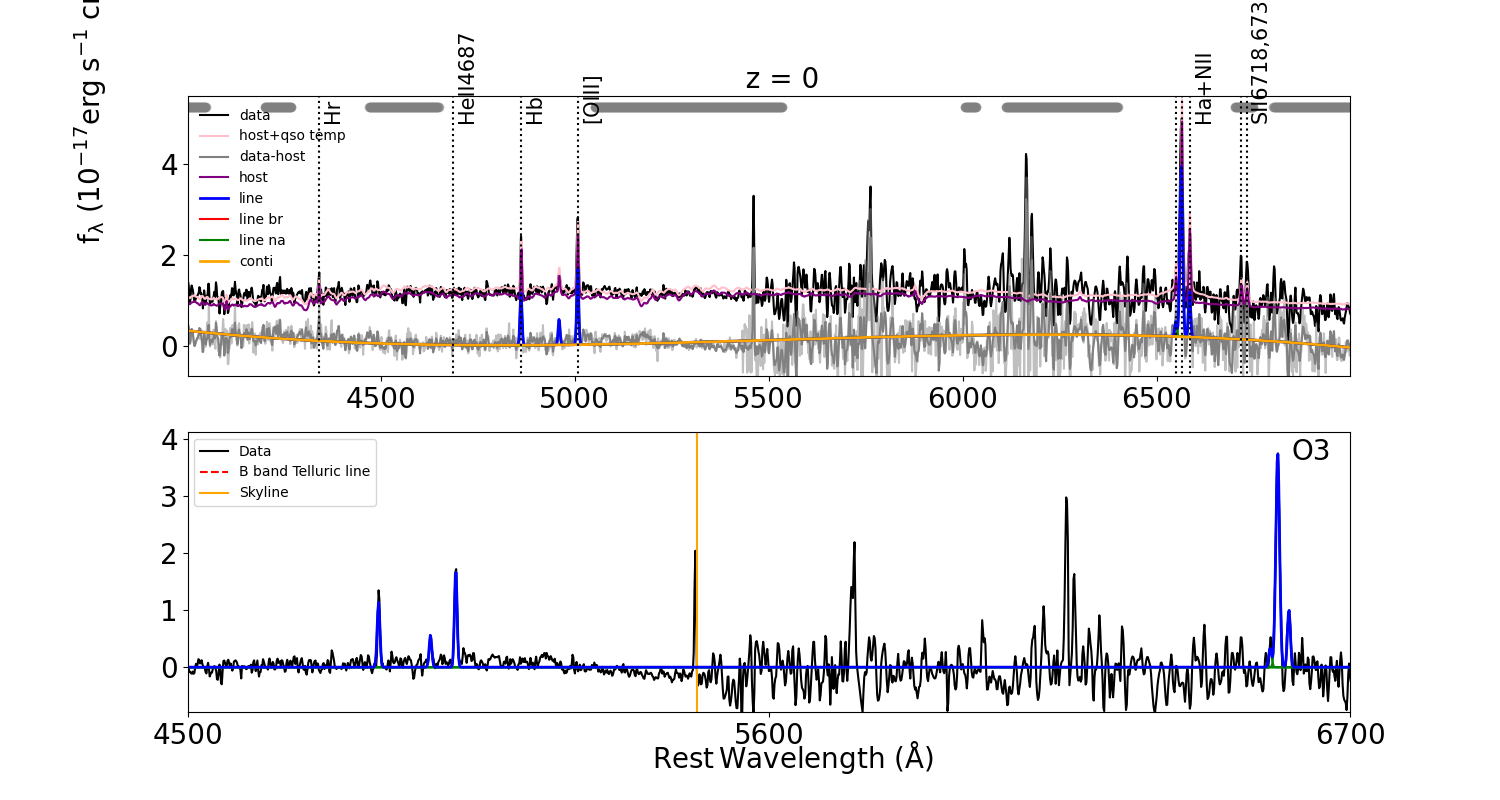 f_λ (10^−17 erg s^−1 c
Hr
HeII4687
Hb
[OIII]
z = 0
Ha+NII
SII6718,673
data
host+qso temp
data-host
host
line
line br
line na
conti
4
2
0
4500
5000
5500
6000
6500
Data
B band Telluric line
Skyline
O3
4
3
2
1
0
4500
5600
6700
Rest Wavelength (Å)